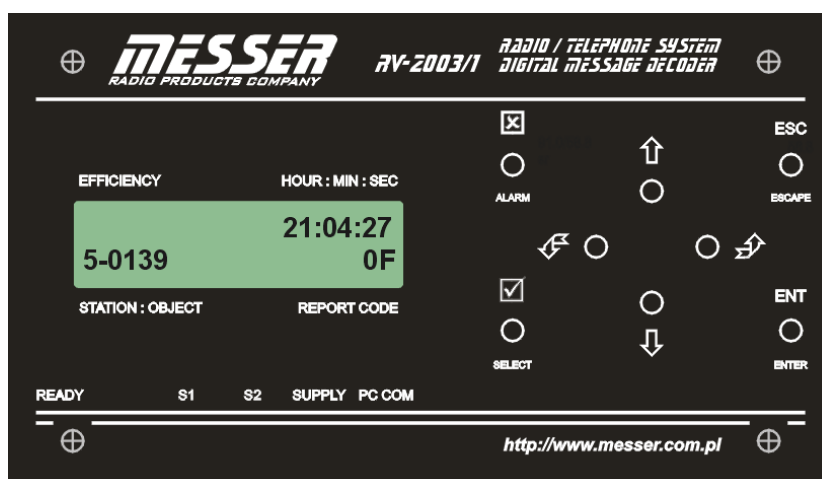 MESSER
RADIO PRODUCTS COMPANY
RV-2003/1
RADIO / TELEPHONE SYSTEM
DIGITAL MESSAGE DECODER
ESC
ALARM
ESCAPE
EFFICIENCY
HOUR : MIN : SEC
21:04:27
5-0139
0F
STATION : OBJECT
REPORT CODE
ENT
SELECT
ENTER
READY
S1
S2
SUPPLY
PC COM
http://www.messer.com.pl